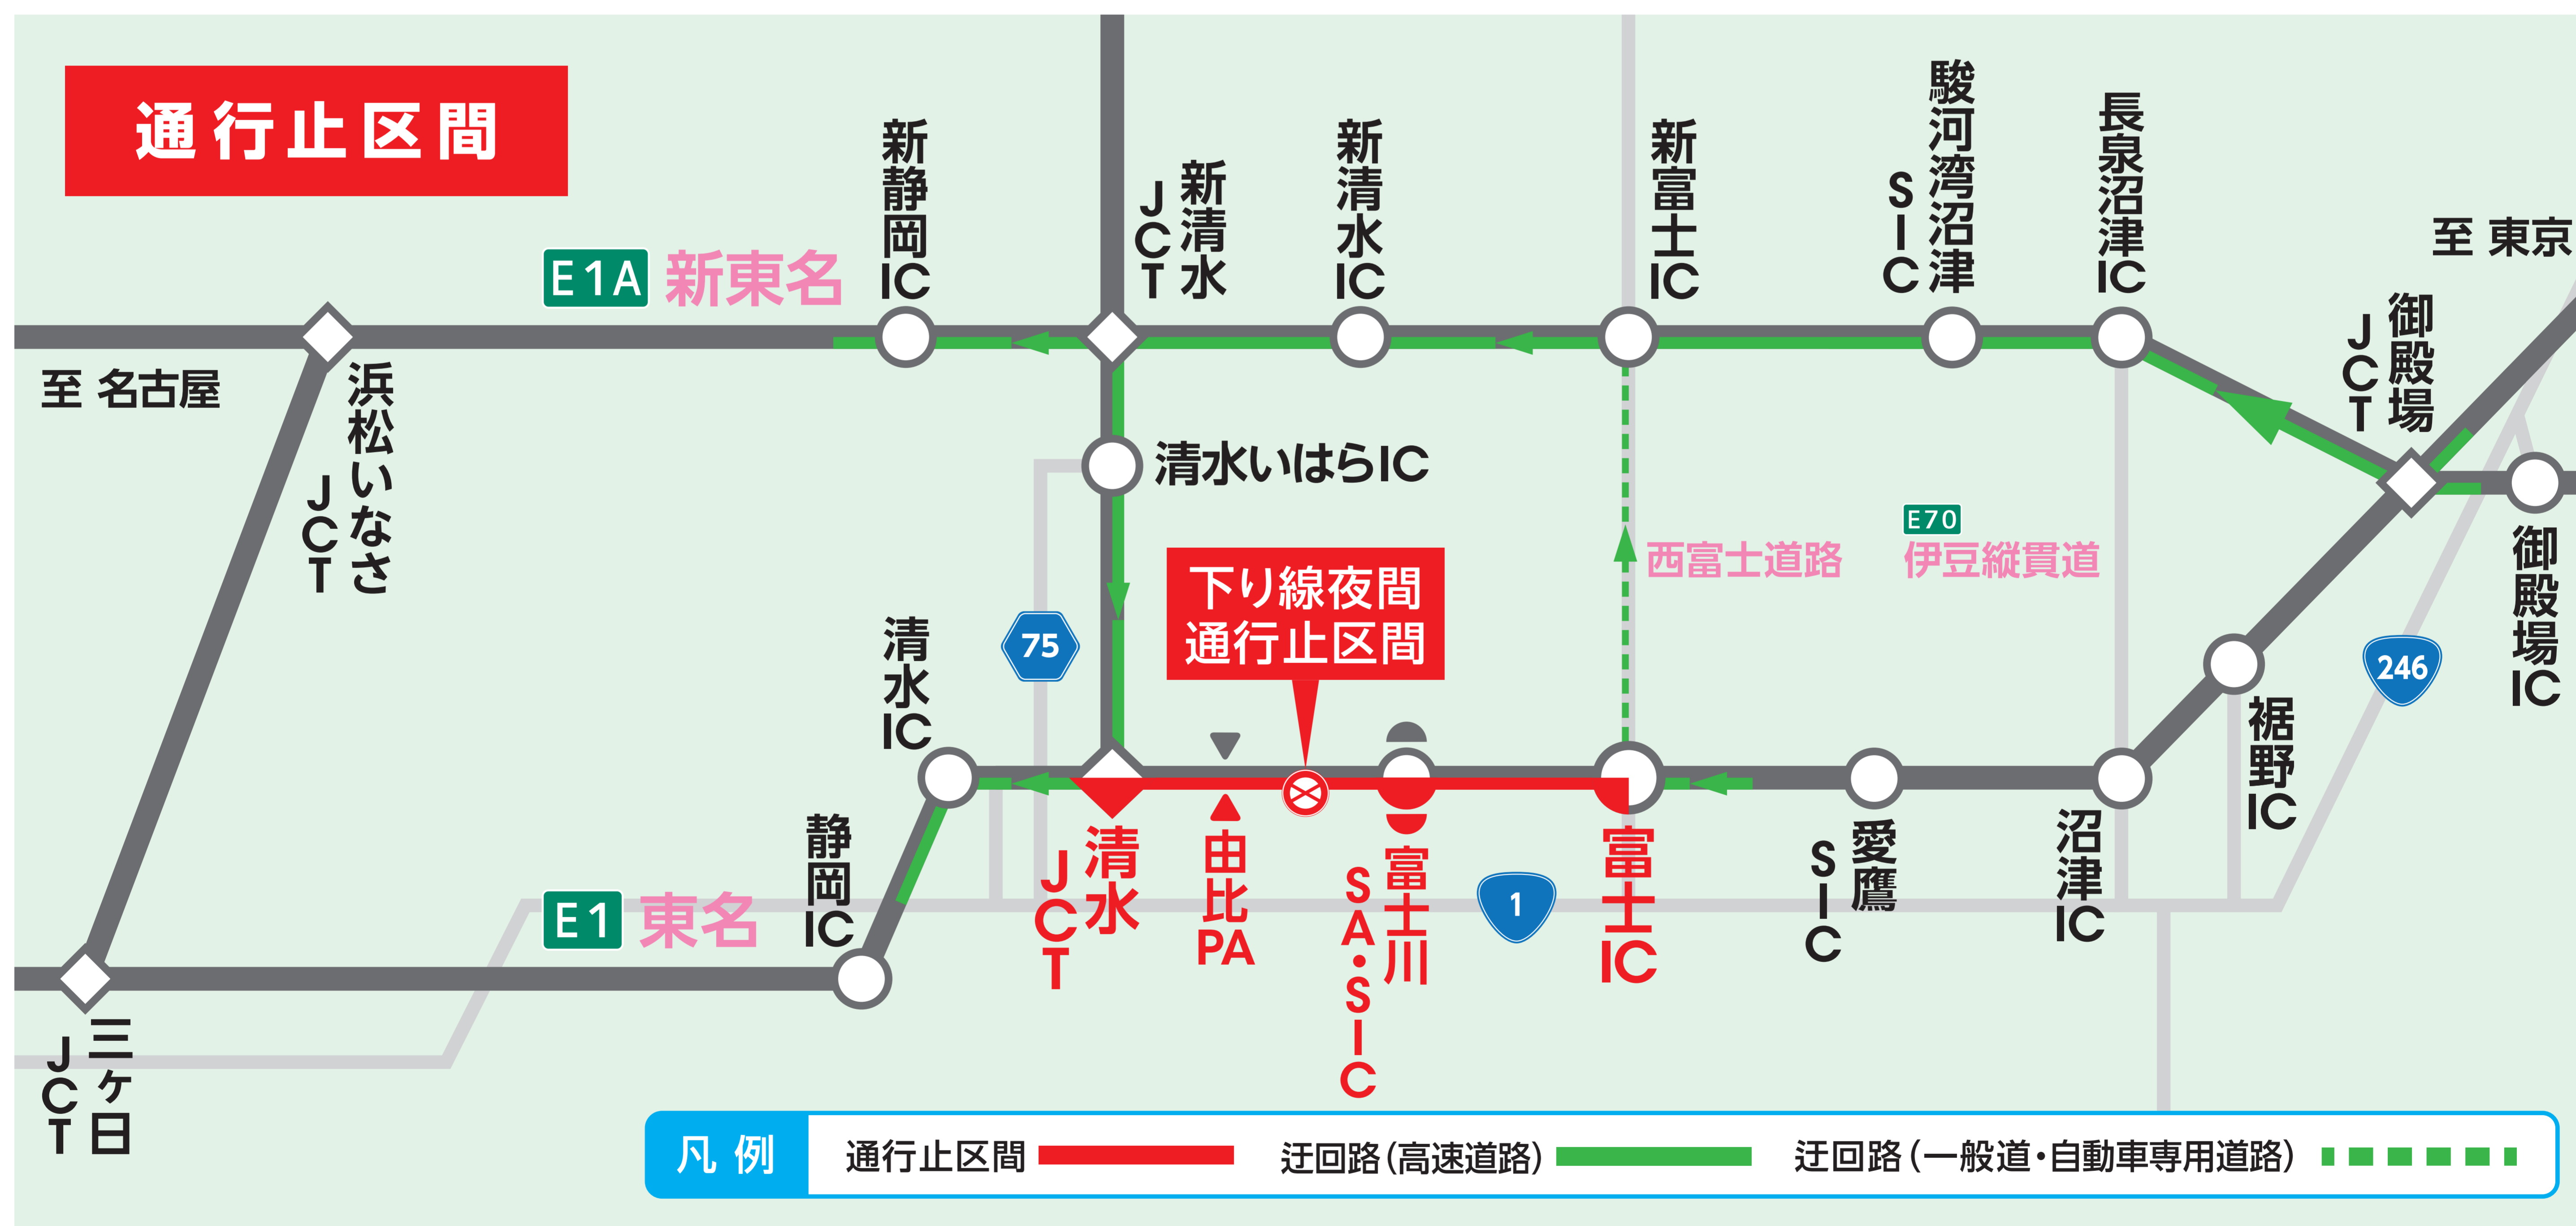 通行止区間
E1A 新東名
新静岡IC
新清水JCT
新清水IC
新富士IC
駿河湾沼津SIC
長泉沼津IC
至 東京
御殿場JCT
至 名古屋
浜松いなさJCT
清水いはらIC
下り線夜間
通行止区間
西富士道路
E70
伊豆縦貫道
御殿場IC
75
246
清水IC
裾野IC
静岡IC
E1 東名
清水JCT
由比PA
富士川SA・SIC
1
富士IC
愛鷹SIC
沼津IC
三ヶ日JCT
凡例
通行止区間
迂回路(高速道路)
迂回路(一般道・自動車専用道路)